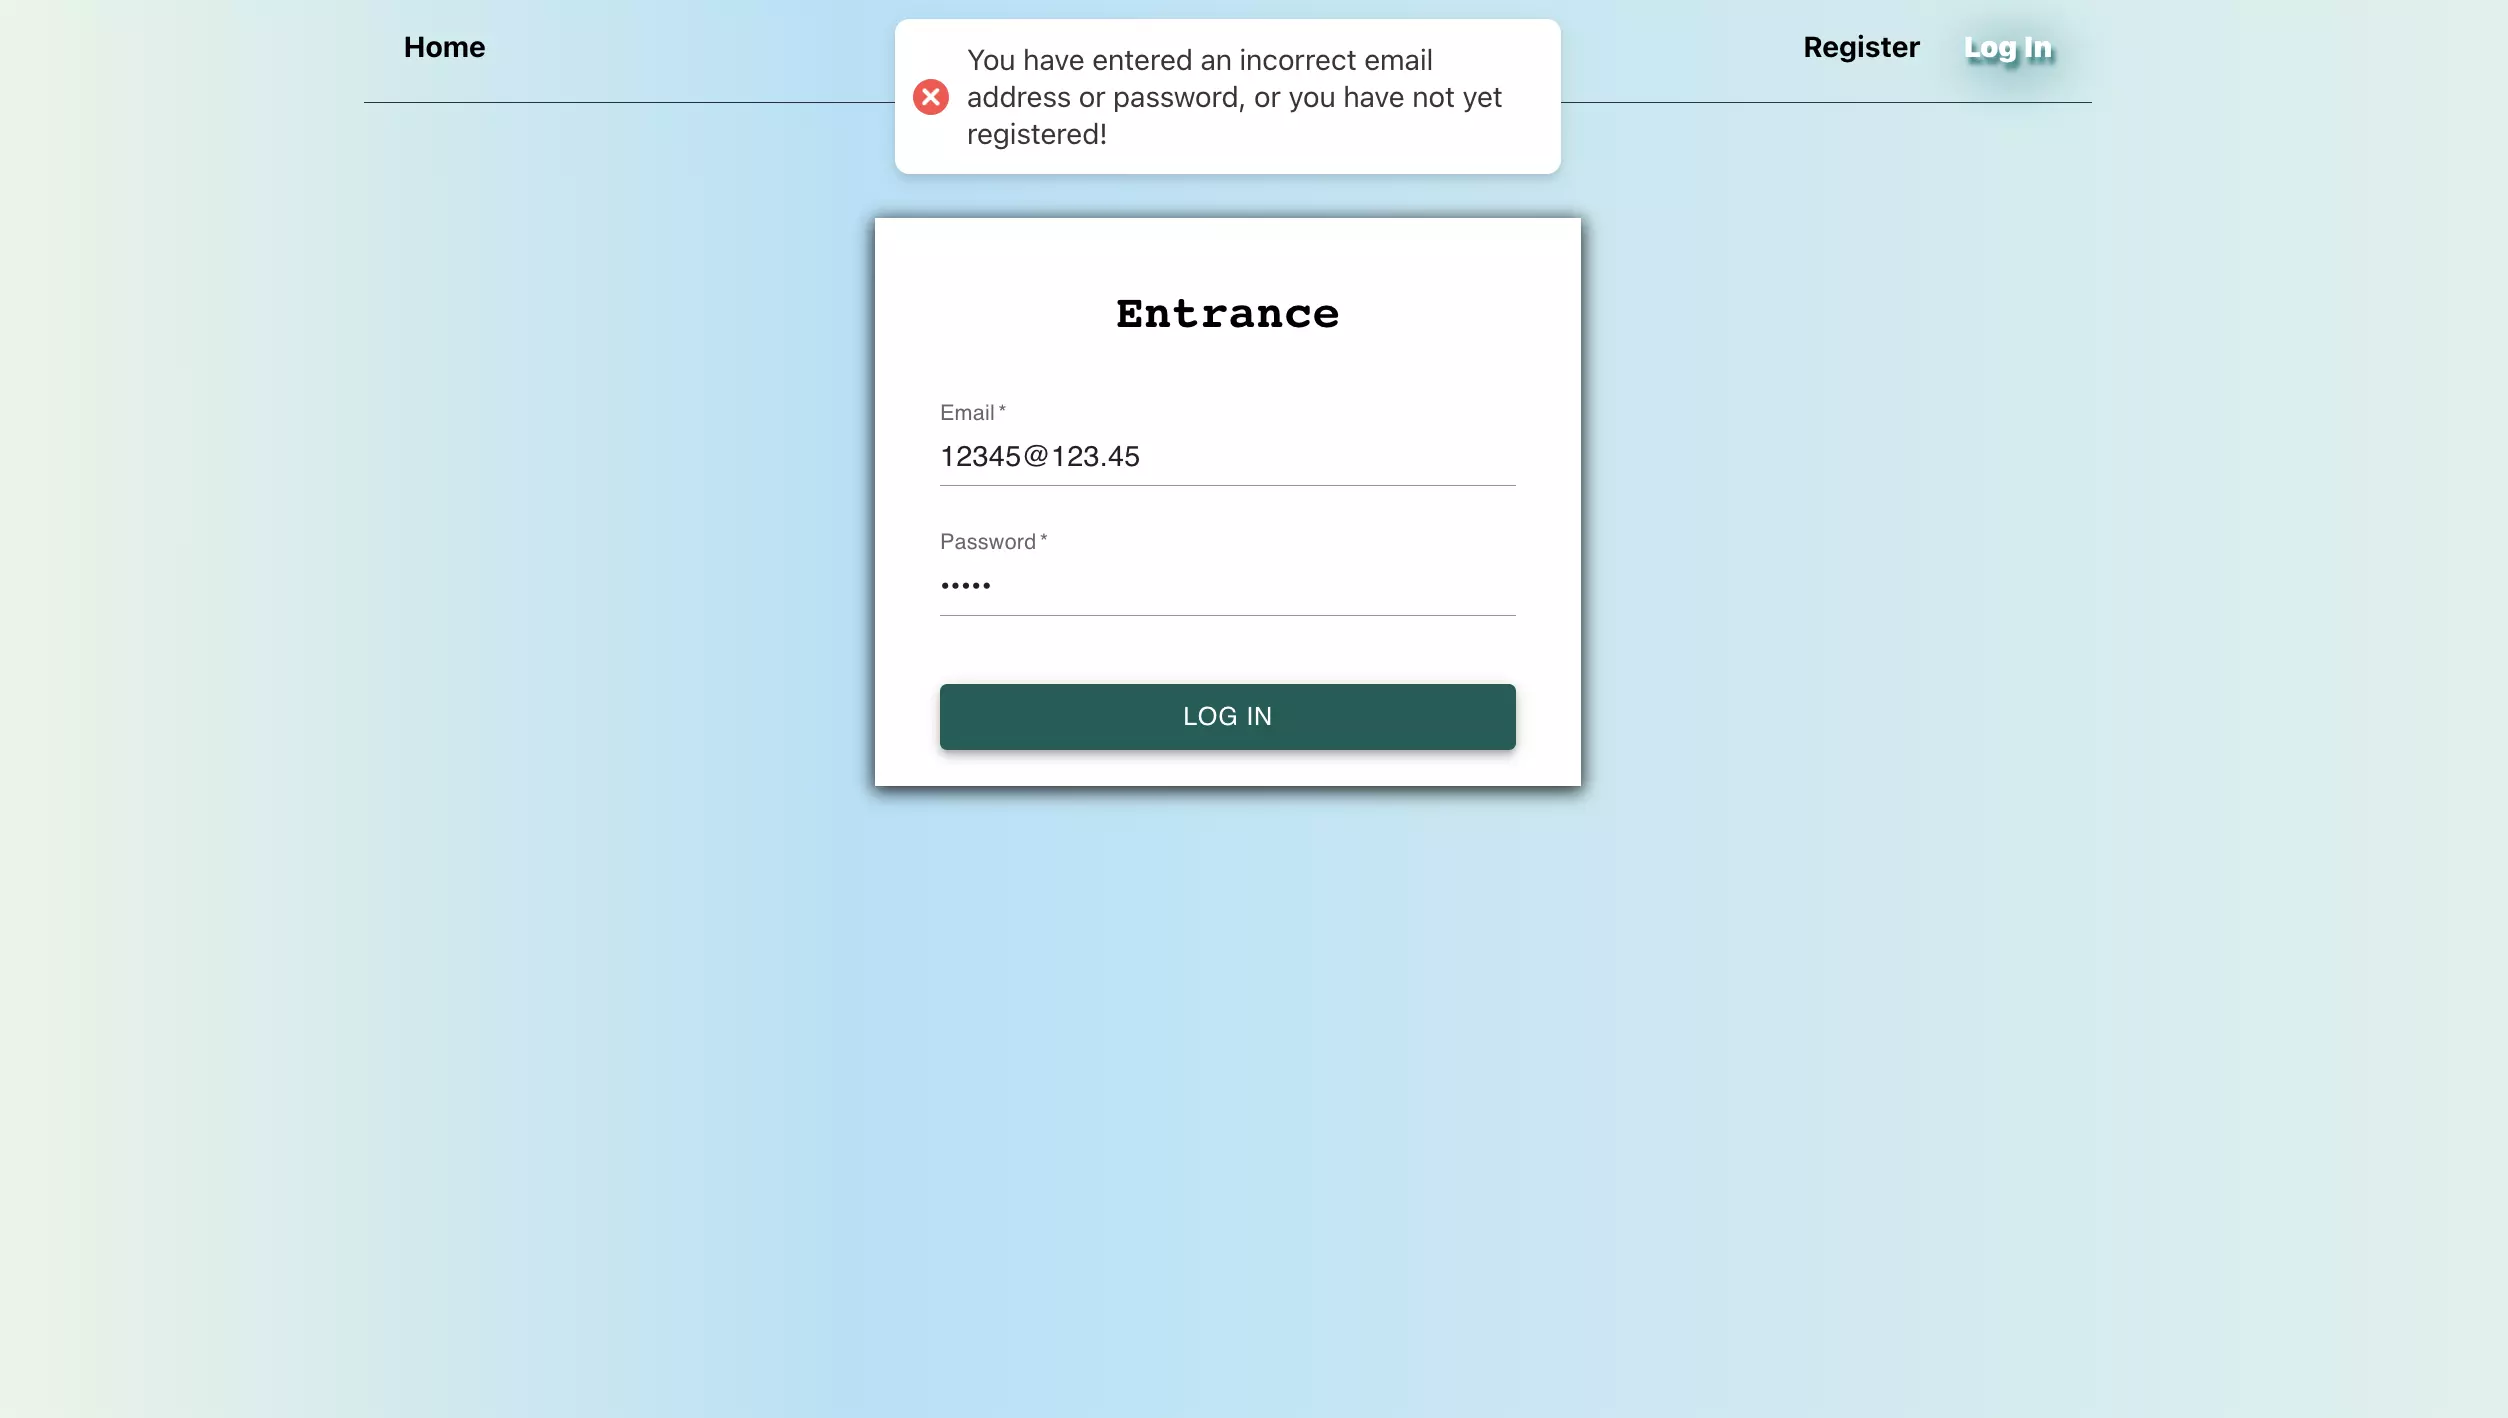 Home
You have entered an incorrect email
address or password, or you have not yet
registered!
Register
Log In
Entrance
Email *
12345@123.45
Password *
•••••
LOG IN